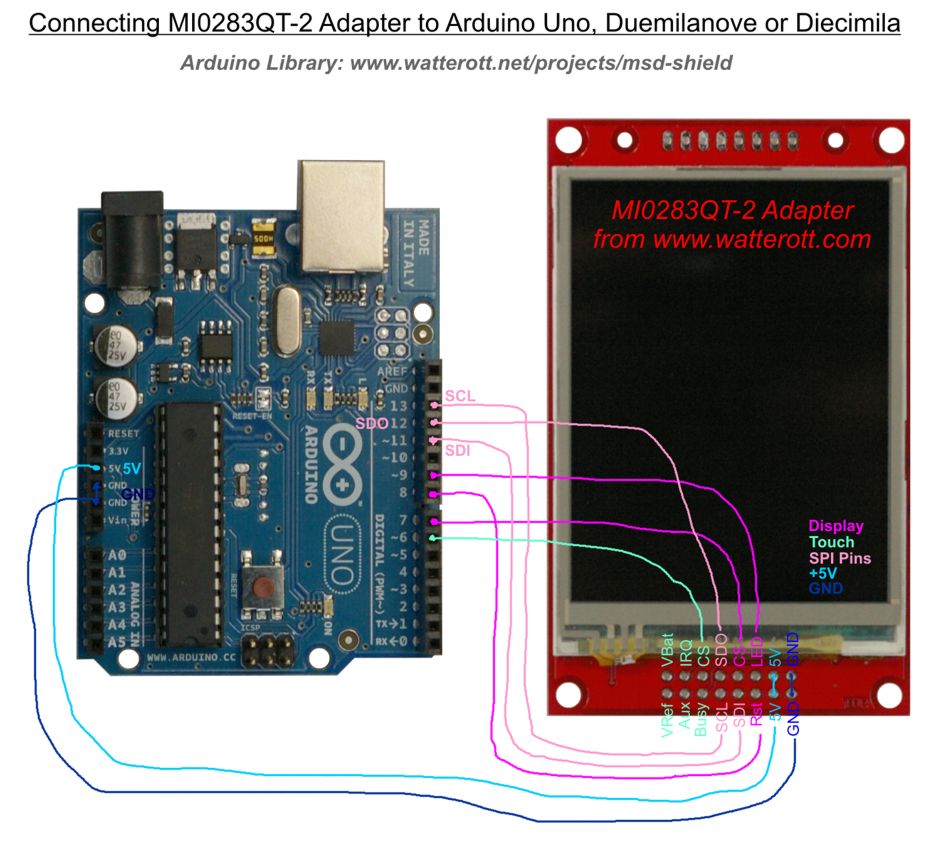 Connecting MI0283QT-2 Adapter to Arduino Uno, Duemilanove or Diecimila
Arduino Library: www.watterott.net/projects/msd-shield
MI0283QT-2 Adapter
from www.watterott.com
MADE
IN ITALY
AREF
GND
13
SCL
SDO
12
~11
SDI
~10
~9
8
7
~6
~5
4
~3
2
TX→1
RX←0
RX
TX
L
RESET-EN
ARDUINO
UNO
DIGITAL (PWM~)
47
25V
47
25V
RESET
3.3V
5V
5V
GND
GND
GND
Vin
POWER
A0
A1
A2
A3
A4
A5
ANALOG IN
RESET
ICSP
ON
WWW.ARDUINO.CC
Display
Touch
SPI Pins
+5V
GND
VBat
IRQ
CS
SDO
CS
LED
5V
GND
VRef
Aux
Busy
SCL
SDI
Rst
5V
GND